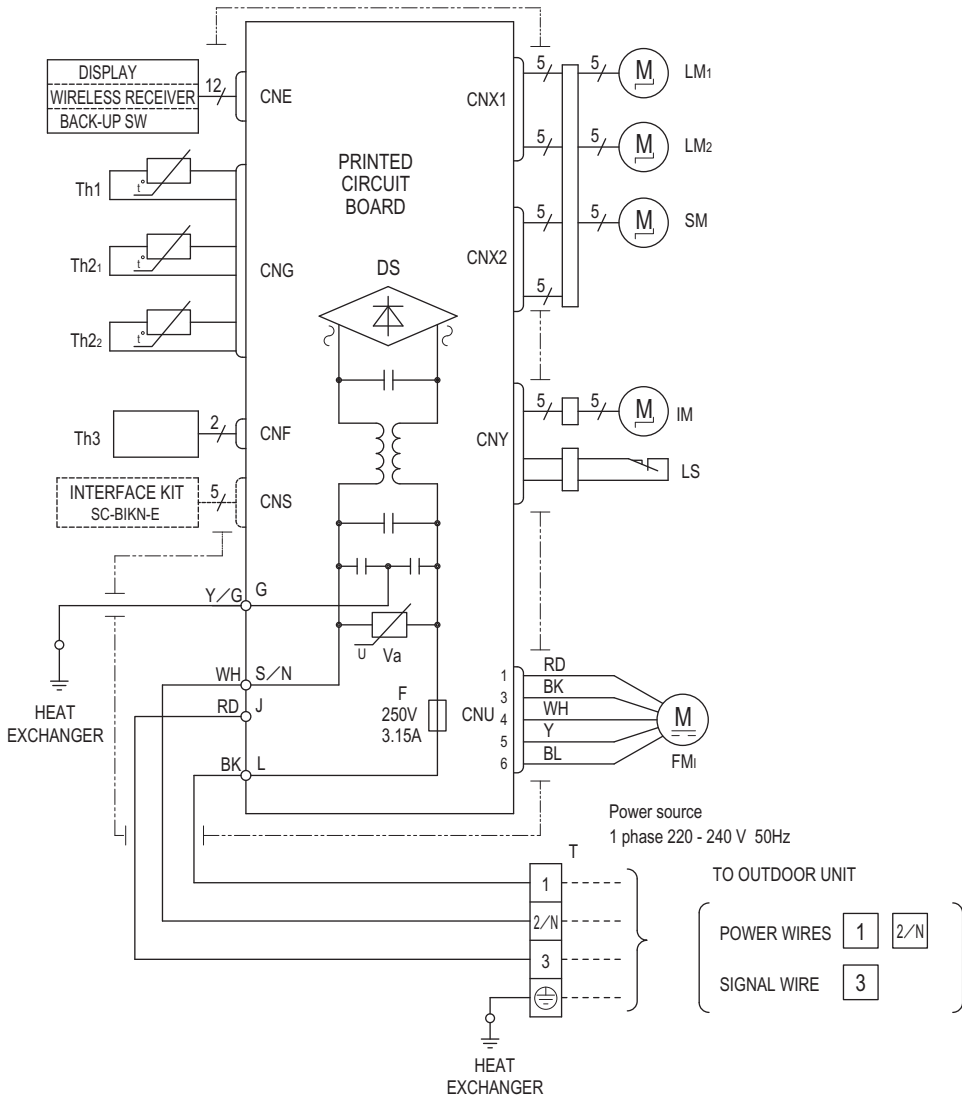 DISPLAY
WIRELESS RECEIVER
BACK-UP SW
12
CNE
Th1
t°
Th2₁
t°
Th2₂
t°
CNG
Th3
2
CNF
INTERFACE KIT
SC-BIKN-E
5
CNS
PRINTED
CIRCUIT
BOARD
DS
CNX1
5
5
M
LM₁
5
5
M
LM₂
CNX2
5
5
M
SM
5
CNY
5
5
M
IM
LS
Y/G
G
HEAT
EXCHANGER
U
Va
WH
S/N
RD
J
BK
L
F
250V
3.15A
CNU
1
RD
3
BK
4
WH
5
Y
6
BL
M
FMI
Power source
1 phase 220 - 240 V 50Hz
T
1
2/N
3
HEAT
EXCHANGER
TO OUTDOOR UNIT
POWER WIRES 1 2/N
SIGNAL WIRE 3